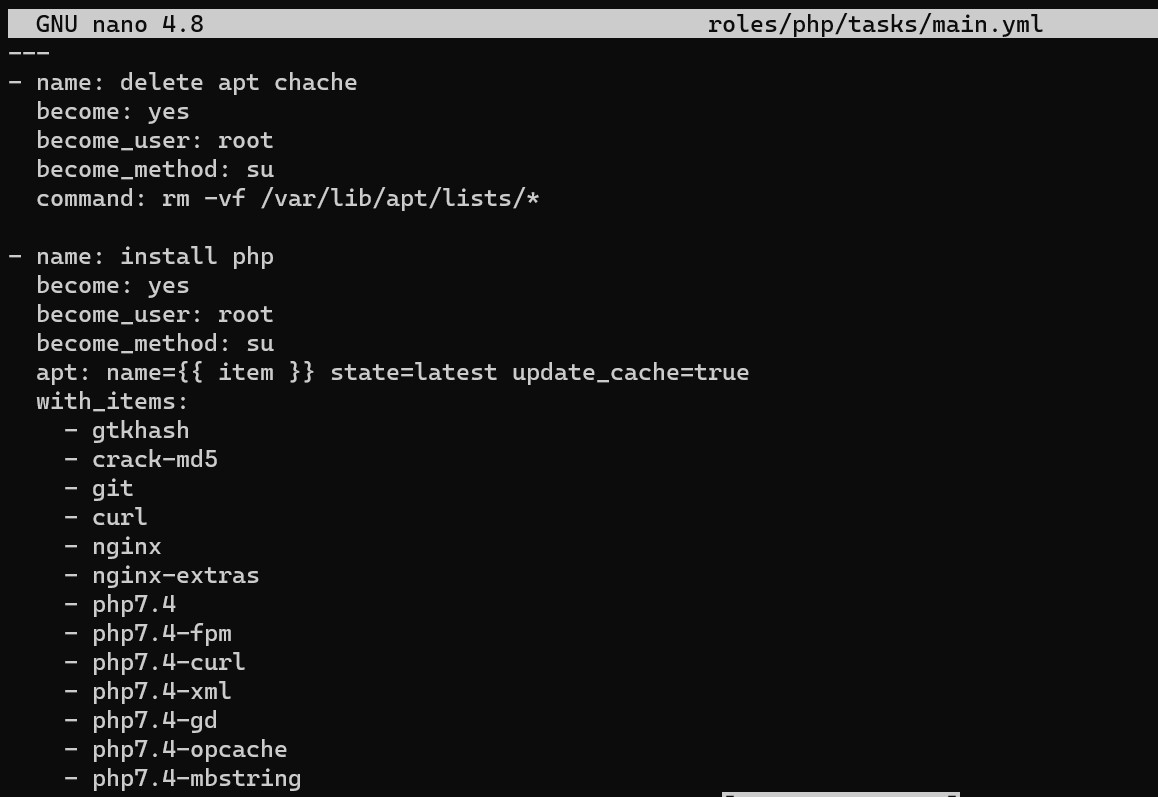 GNU nano 4.8 roles/php/tasks/main.yml
---
- name: delete apt chache
  become: yes
  become_user: root
  become_method: su
  command: rm -vf /var/lib/apt/lists/*

- name: install php
  become: yes
  become_user: root
  become_method: su
  apt: name={{ item }} state=latest update_cache=true
  with_items:
    - gtkhash
    - crack-md5
    - git
    - curl
    - nginx
    - nginx-extras
    - php7.4
    - php7.4-fpm
    - php7.4-curl
    - php7.4-xml
    - php7.4-gd
    - php7.4-opcache
    - php7.4-mbstring